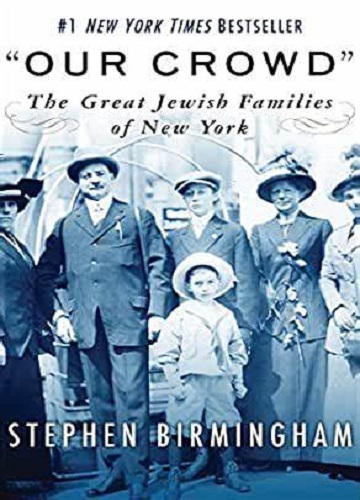 #1 NEW YORK TIMES BESTSELLER
"OUR CROWD"
The Great Jewish Families
of New York
STEPHEN BIRMINGHAM